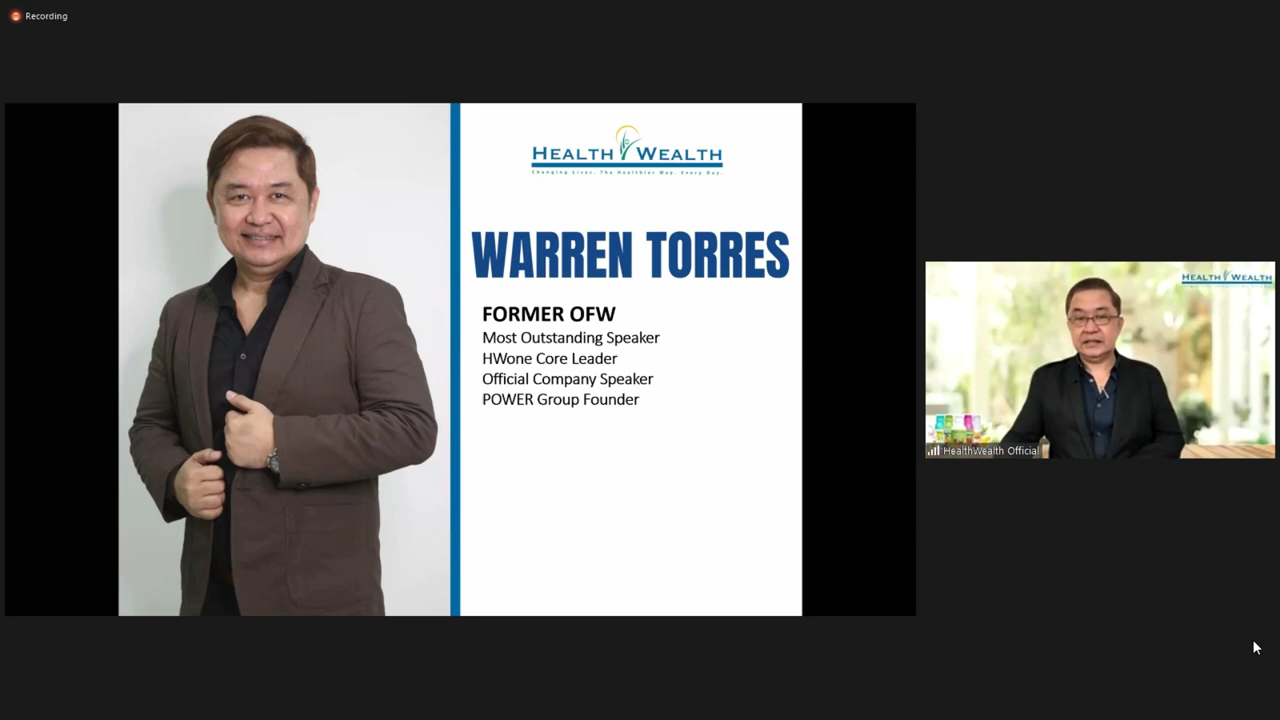 Recording
HEALTH WEALTH
Changing Lives. The Healthier Way. Every Day.
WARREN TORRES
FORMER OFW
Most Outstanding Speaker
HWone Core Leader
Official Company Speaker
POWER Group Founder
HEALTH WEALTH
HealthWealth Official